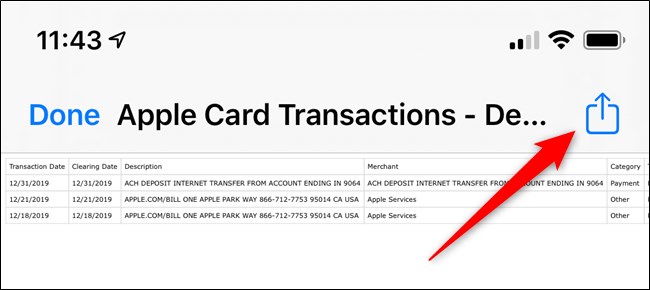 11:43
Done Apple Card Transactions - De...
Transaction Date Clearing Date Description Merchant Category
12/31/2019 12/31/2019 ACH DEPOSIT INTERNET TRANSFER FROM ACCOUNT ENDING IN 9064 ACH DEPOSIT INTERNET TRANSFER FROM ACCOUNT ENDING IN 9064 Payment
12/21/2019 12/21/2019 APPLE.COM/BILL ONE APPLE PARK WAY 866-712-7753 95014 CA USA Apple Services Other
12/18/2019 12/18/2019 APPLE.COM/BILL ONE APPLE PARK WAY 866-712-7753 95014 CA USA Apple Services Other